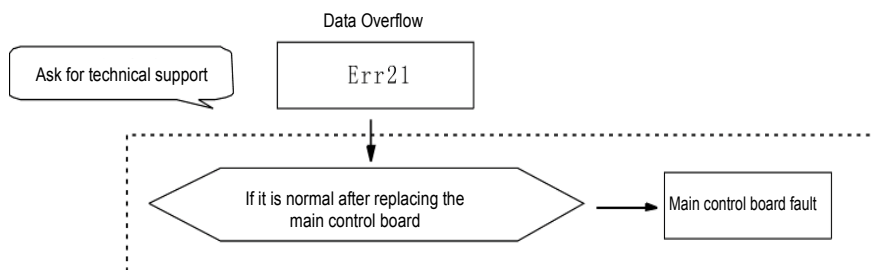 Data Overflow
Ask for technical support
Err21
If it is normal after replacing the
main control board
Main control board fault